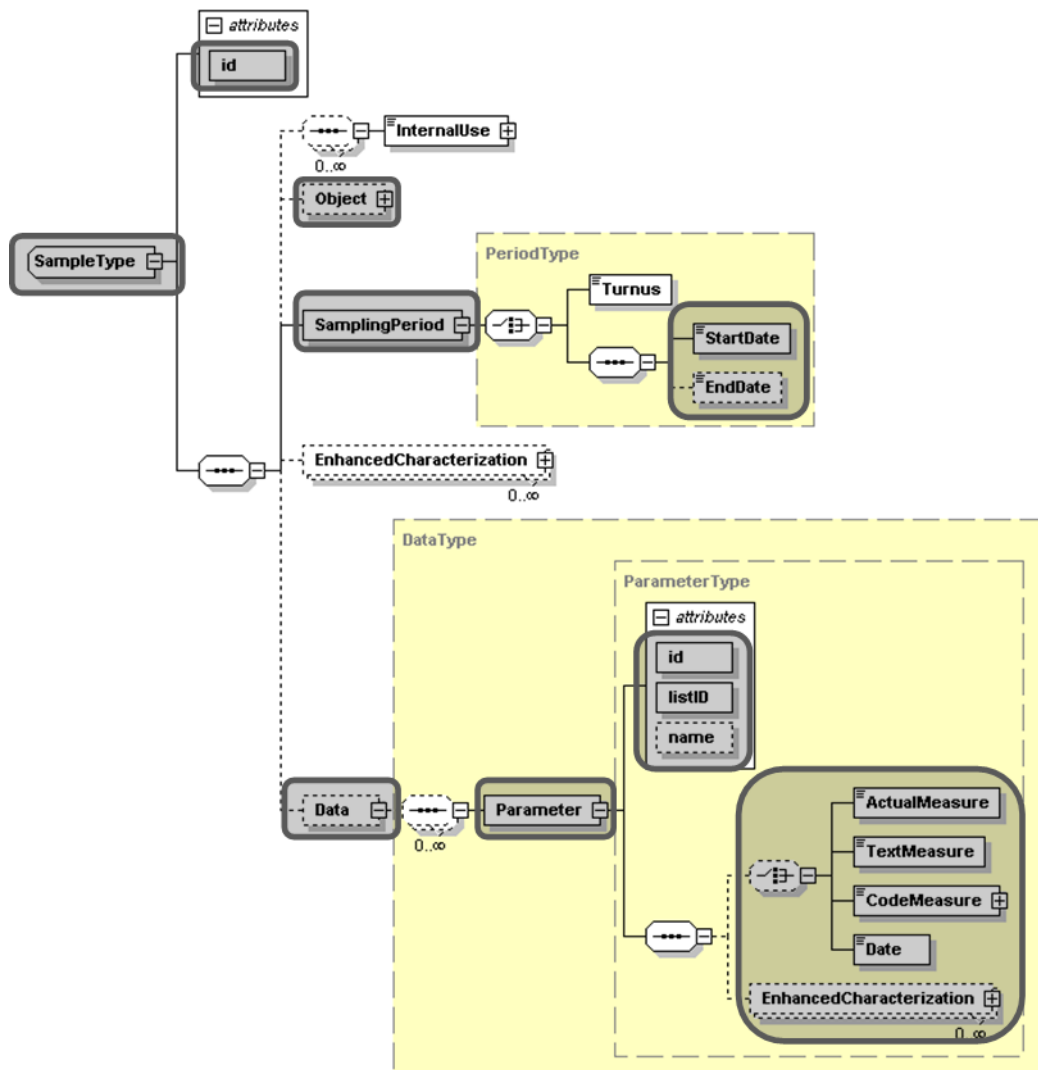 attributes
id
InternalUse
0..∞
Object
SampleType
PeriodType
Turnus
SamplingPeriod
StartDate
EndDate
EnhancedCharacterization
0..∞
DataType
ParameterType
attributes
id
listID
name
Data
Parameter
0..∞
ActualMeasure
TextMeasure
CodeMeasure
Date
EnhancedCharacterization
0..∞